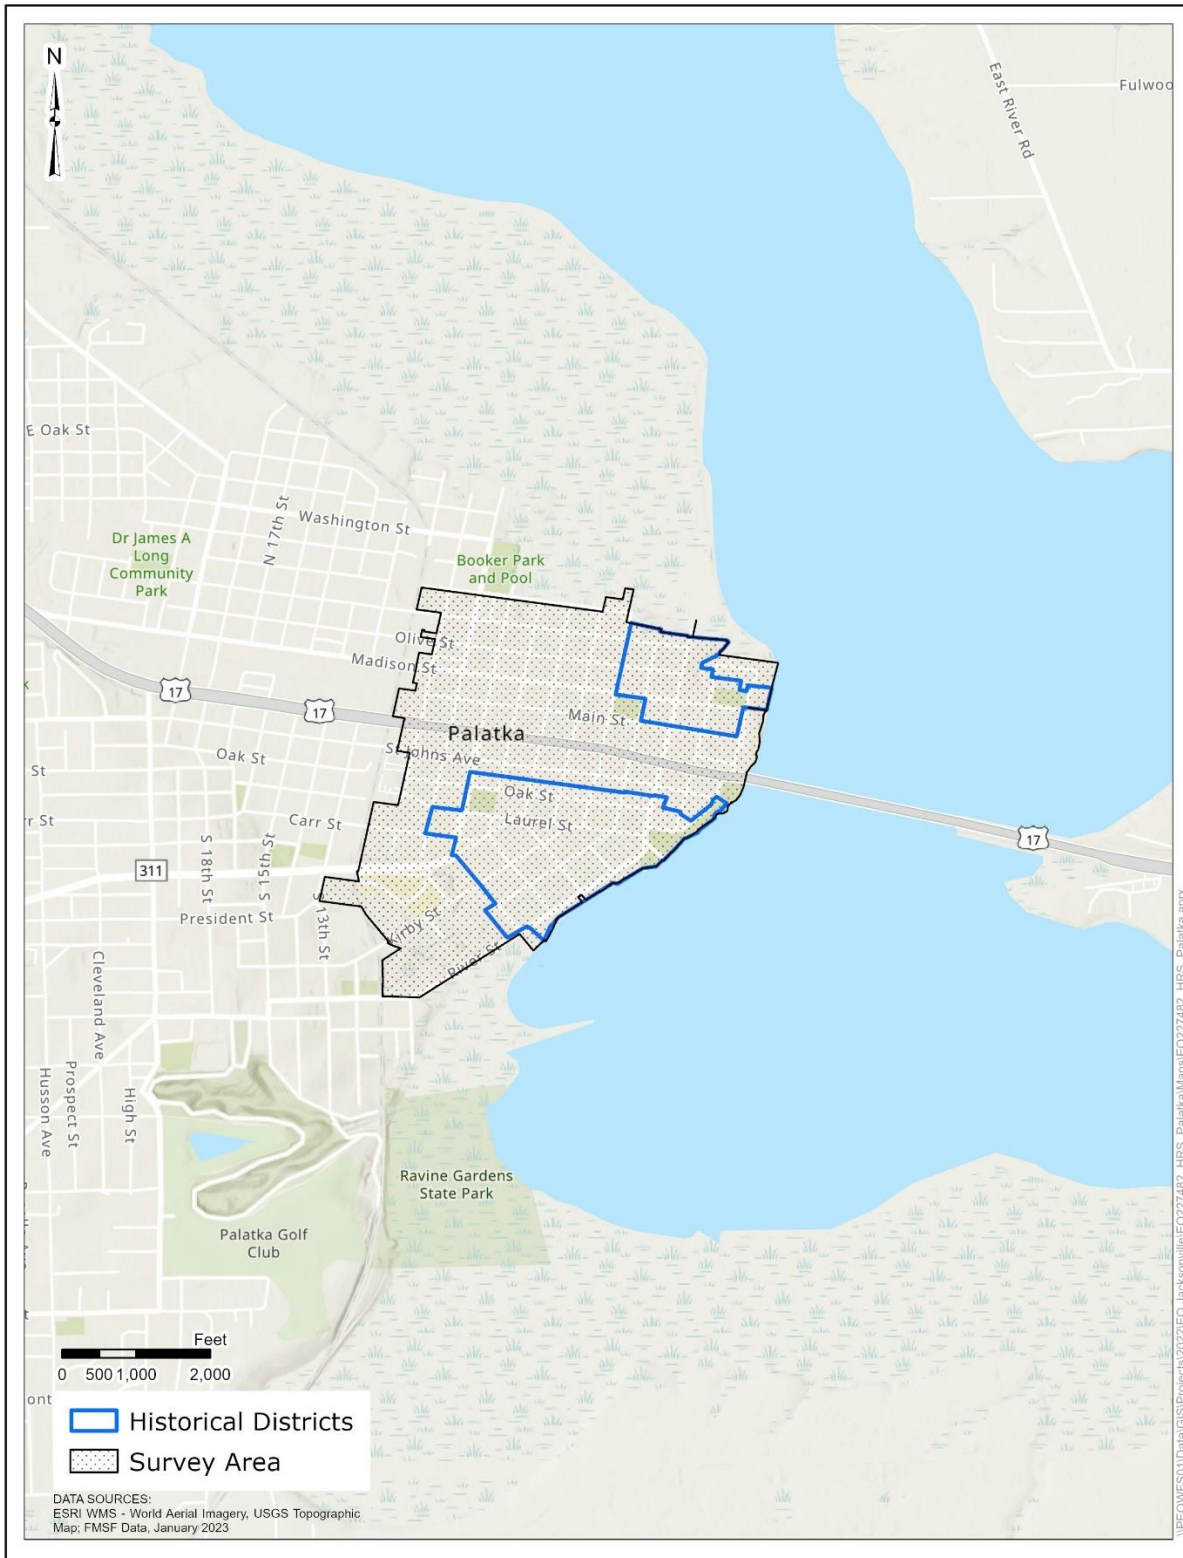 N
East River Rd
Fulwoo
E Oak St
N 17th St
Washington St
Dr James A
Long
Community
Park
Booker Park
and Pool
Olive St
Madison St
17
17
Main St
Palatka
St Johns Ave
Oak St
St
Oak St
Laurel St
Carr St
r St
17
311
S 18th St
S 15th St
S 13th St
President St
Kirby St
River St
Cleveland Ave
Prospect St
Husson Ave
High St
Ravine Gardens
State Park
Palatka Golf
Club
t
Feet
0 500 1,000 2,000
ont
Historical Districts
Survey Area
DATA SOURCES:
ESRI WMS - World Aerial Imagery, USGS Topographic
Map; FMSF Data, January 2023